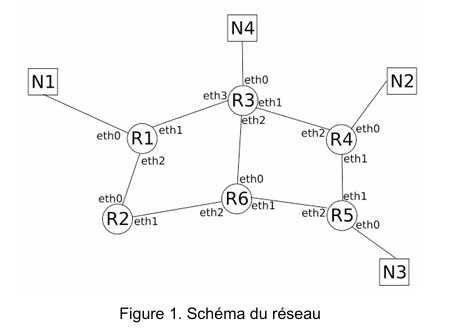 N4
N1
N2
eth0
eth3
R3
eth1
eth0
eth1
eth2
eth2
eth0
R1
R4
eth2
eth1
eth0
eth0
eth1
R2
R6
eth1
eth2
eth1
eth2
R5
eth0
N3
Figure 1. Schéma du réseau